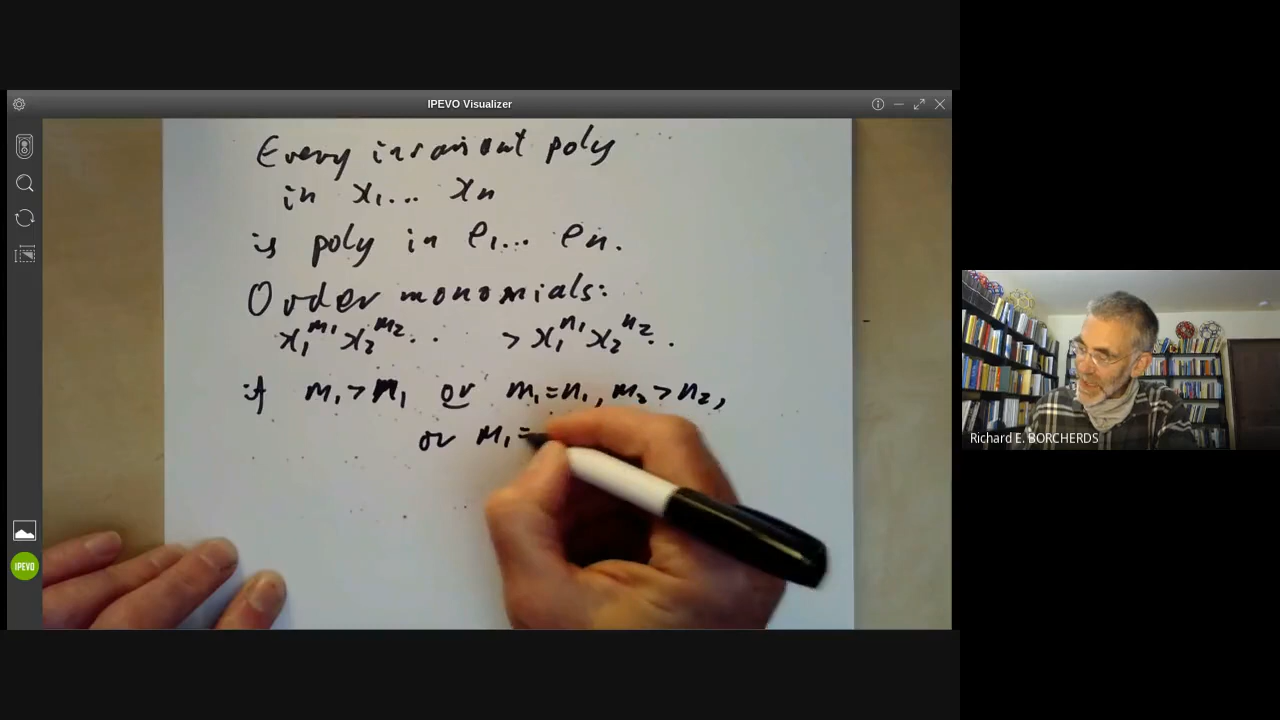 IPEVO Visualizer
Every invariant poly
in x₁... xₙ
is poly in e₁... eₙ.
Order monomials:
x₁^m₁ x₂^m₂ ... > x₁^n₁ x₂^n₂ ...
if m₁ > n₁ or m₁ = n₁, m₂ > n₂,
or m₁ =
IPEVO
Richard E. BORCHERDS